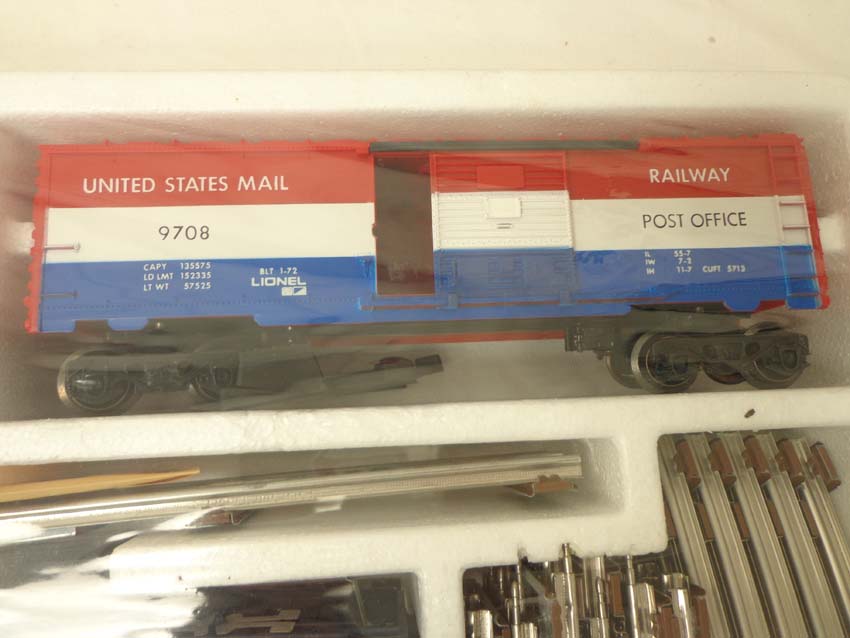 UNITED STATES MAIL
9708
CAPY 135575
LD LMT 152335
LT WT 57525
BLT 1-72
LIONEL
RAILWAY
POST OFFICE
IL 55-7
IW 7-2
IH 11-7 CUFT 5713